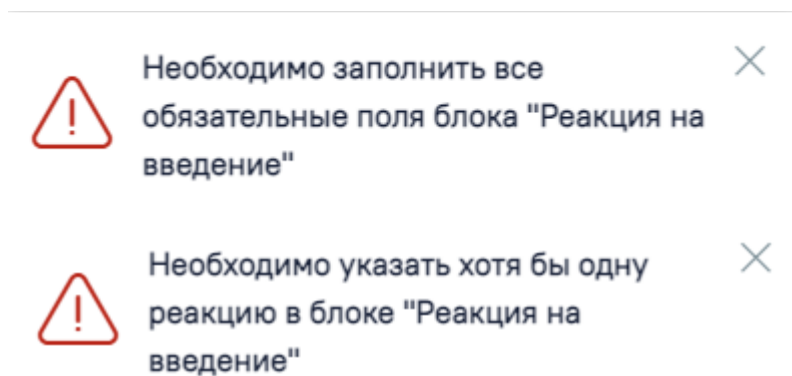 Необходимо заполнить все
обязательные поля блока "Реакция на
введение"
Необходимо указать хотя бы одну
реакцию в блоке "Реакция на
введение"